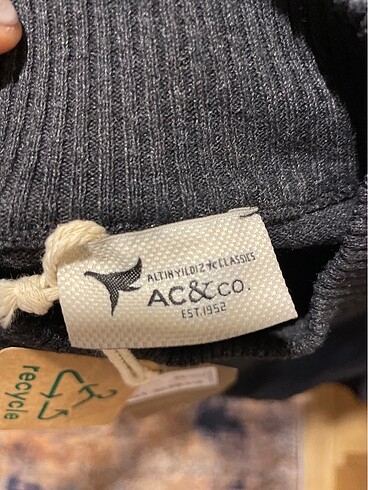 ALTINYILDIZ CLASSICS
AC&CO.
EST.1952
recycle